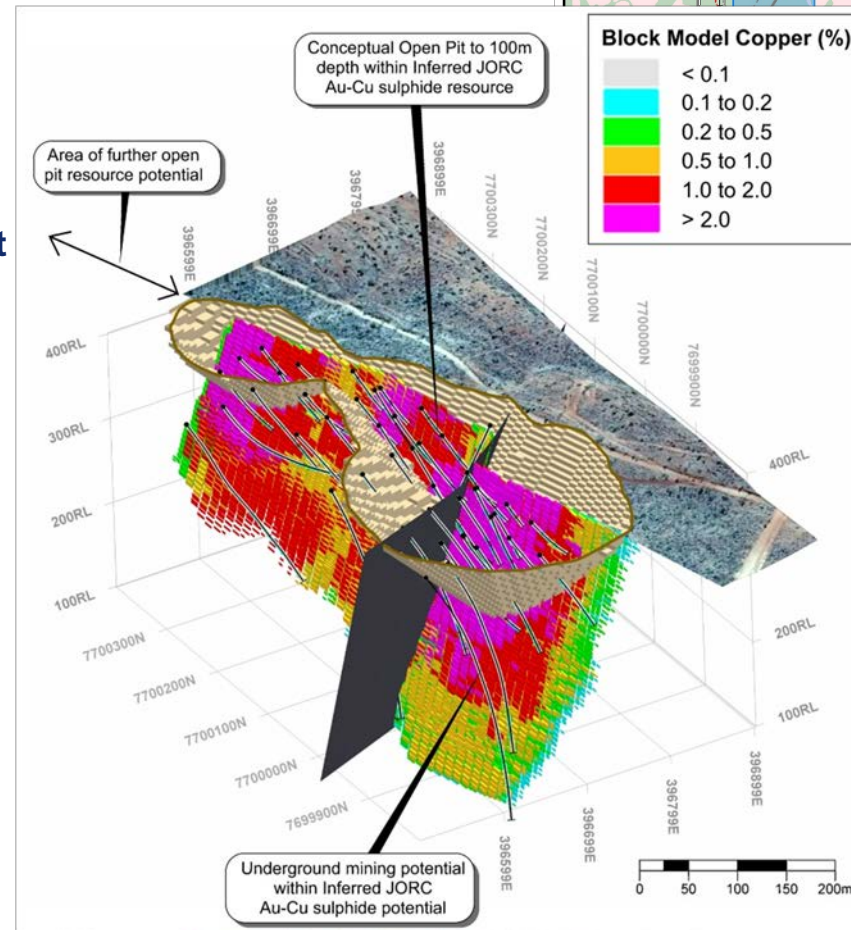 Conceptual Open Pit to 100m
depth within Inferred JORC
Au-Cu sulphide resource
Block Model Copper (%)
< 0.1
0.1 to 0.2
0.2 to 0.5
0.5 to 1.0
1.0 to 2.0
> 2.0
Area of further open
pit resource potential
t
396599E
396699E
396899E
7700300N
7700200N
7700100N
7700000N
7699900N
400RL
300RL
200RL
100RL
400RL
200RL
100RL
7700300N
7700200N
7700100N
7700000N
7699900N
396599E
396699E
396799E
396899E
Underground mining potential
within Inferred JORC
Au-Cu sulphide potential
0 50 100 150 200m